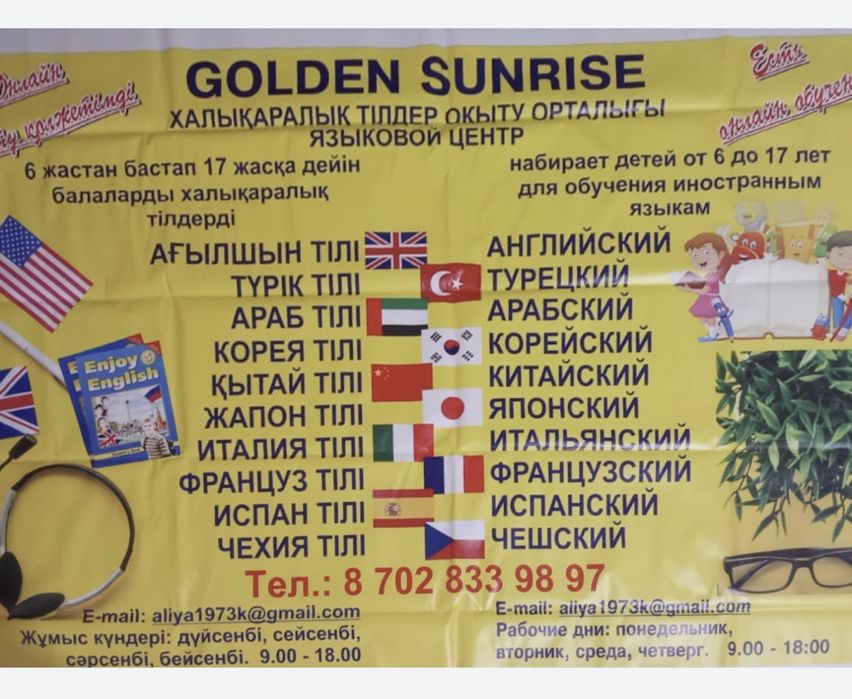 GOLDEN SUNRISE
ХАЛЫҚАРАЛЫҚ ТІЛДЕР ОҚЫТУ ОРТАЛЫҒЫ
ЯЗЫКОВОЙ ЦЕНТР
Онлайн
қолжетімді
Есть
онлайн обучен
6 жастан бастап 17 жасқа дейін
балаларды халықаралық
тілдерді
набирает детей от 6 до 17 лет
для обучения иностранным
языкам
АҒЫЛШЫН ТІЛІ АНГЛИЙСКИЙ
ТҮРІК ТІЛІ ТУРЕЦКИЙ
АРАБ ТІЛІ АРАБСКИЙ
КОРЕЯ ТІЛІ КОРЕЙСКИЙ
ҚЫТАЙ ТІЛІ КИТАЙСКИЙ
ЖАПОН ТІЛІ ЯПОНСКИЙ
ИТАЛИЯ ТІЛІ ИТАЛЬЯНСКИЙ
ФРАНЦУЗ ТІЛІ ФРАНЦУЗСКИЙ
ИСПАН ТІЛІ ИСПАНСКИЙ
ЧЕХИЯ ТІЛІ ЧЕШСКИЙ
Enjoy
English
Тел.: 8 702 833 98 97
E-mail: aliya1973k@gmail.com
Жұмыс күндері: дүйсенбі, сейсенбі,
сәрсенбі, бейсенбі. 9.00 - 18.00
E-mail: aliya1973k@gmail.com
Рабочие дни: понедельник,
вторник, среда, четверг. 9.00 - 18:00